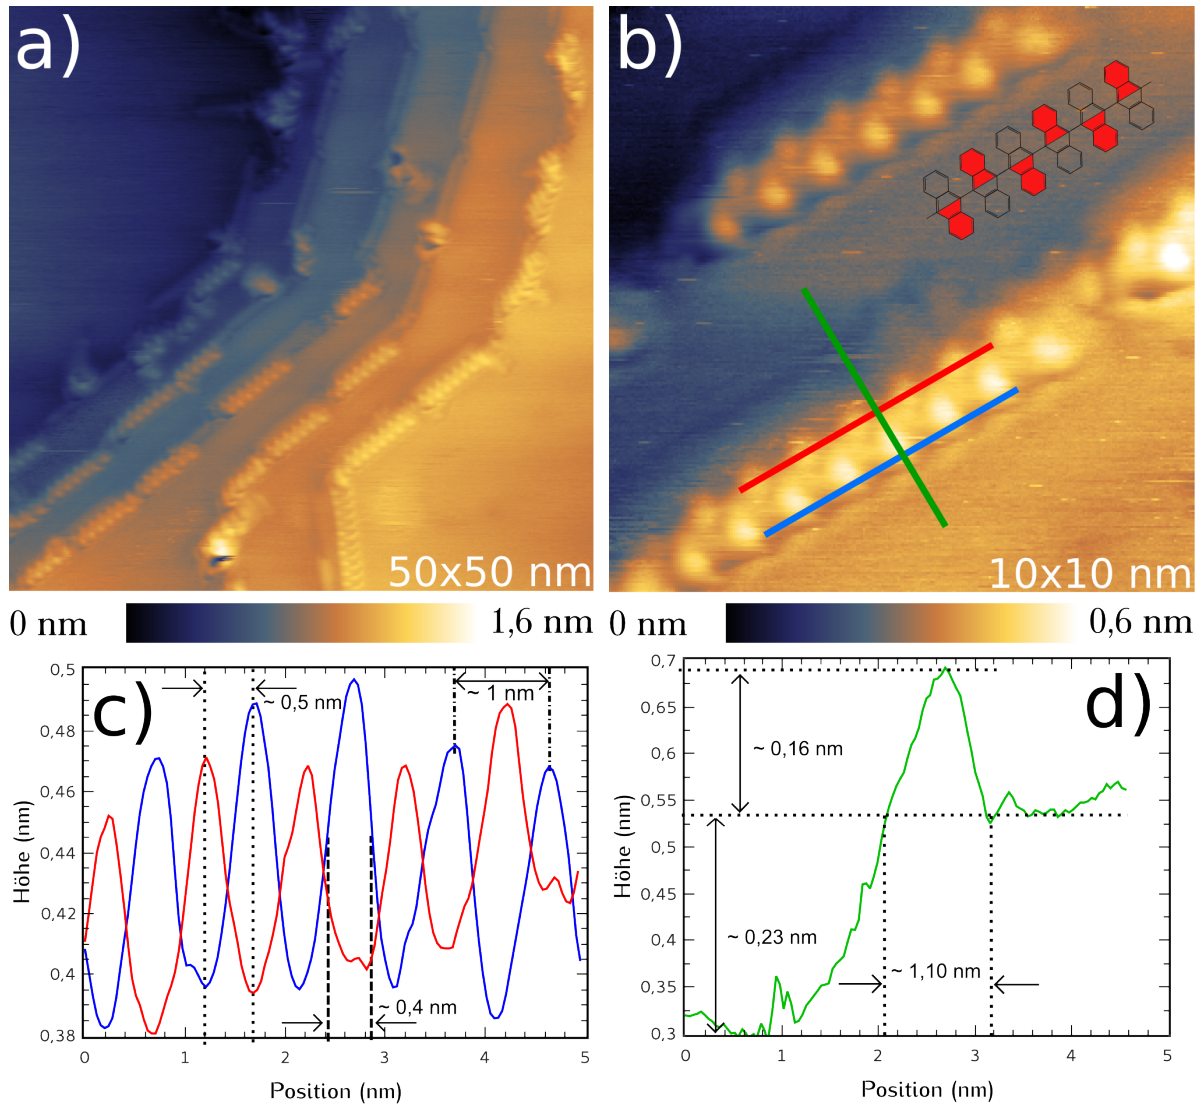 a)
50x50 nm
b)
10x10 nm
0 nm
1,6 nm
0 nm
0,6 nm
c)
0,5
0,48
0,46
0,44
0,42
0,4
0,38
Höhe (nm)
~ 0,5 nm
~ 1 nm
~ 0,4 nm
0
1
2
3
4
5
Position (nm)
d)
0,7
0,65
0,6
0,55
0,5
0,45
0,4
0,35
0,3
Höhe (nm)
~ 0,16 nm
~ 0,23 nm
~ 1,10 nm
0
1
2
3
4
5
Position (nm)